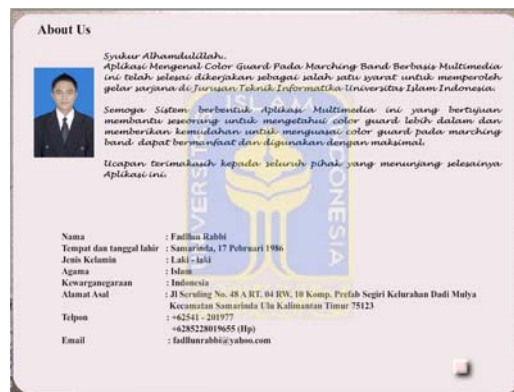 About Us
Syukur Alhamdulillah.
Aplikasi Mengenal Color Guard Pada Marching Band Berbasis Multimedia
ini telah selesai dikerjakan sebagai salah satu syarat untuk memperoleh
gelar sarjana di Jurusan Teknik Informatika Universitas Islam Indonesia.
Semoga Sistem berbentuk Aplikasi Multimedia ini yang bertujuan
membantu seseorang untuk mengetahui color guard lebih dalam dan
memberikan kemudahan untuk menguasai color guard pada marching
band dapat bermanfaat dan digunakan dengan maksimal.
Ucapan terimakasih kepada seluruh pihak yang menunjang selesainya
Aplikasi ini.
ISLAM
UNIVERSITAS
INDONESIA
Nama : Fadllun Rabbi
Tempat dan tanggal lahir : Samarinda, 17 Pebruari 1986
Jenis Kelamin : Laki - laki
Agama : Islam
Kewarganegaraan : Indonesia
Alamat Asal : Jl Seruling No. 48 A RT. 04 RW. 10 Komp. Prefab Segiri Kelurahan Dadi Mulya
Kecamatan Samarinda Ulu Kalimantan Timur 75123
Telpon : +62541 - 201977
+6285228019655 (Hp)
Email : fadllunrabbi@yahoo.com